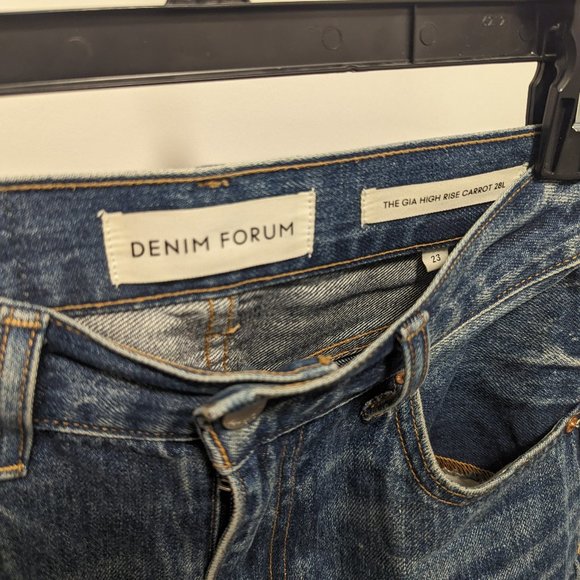 DENIM FORUM
THE GIA HIGH RISE CARROT 28L
23